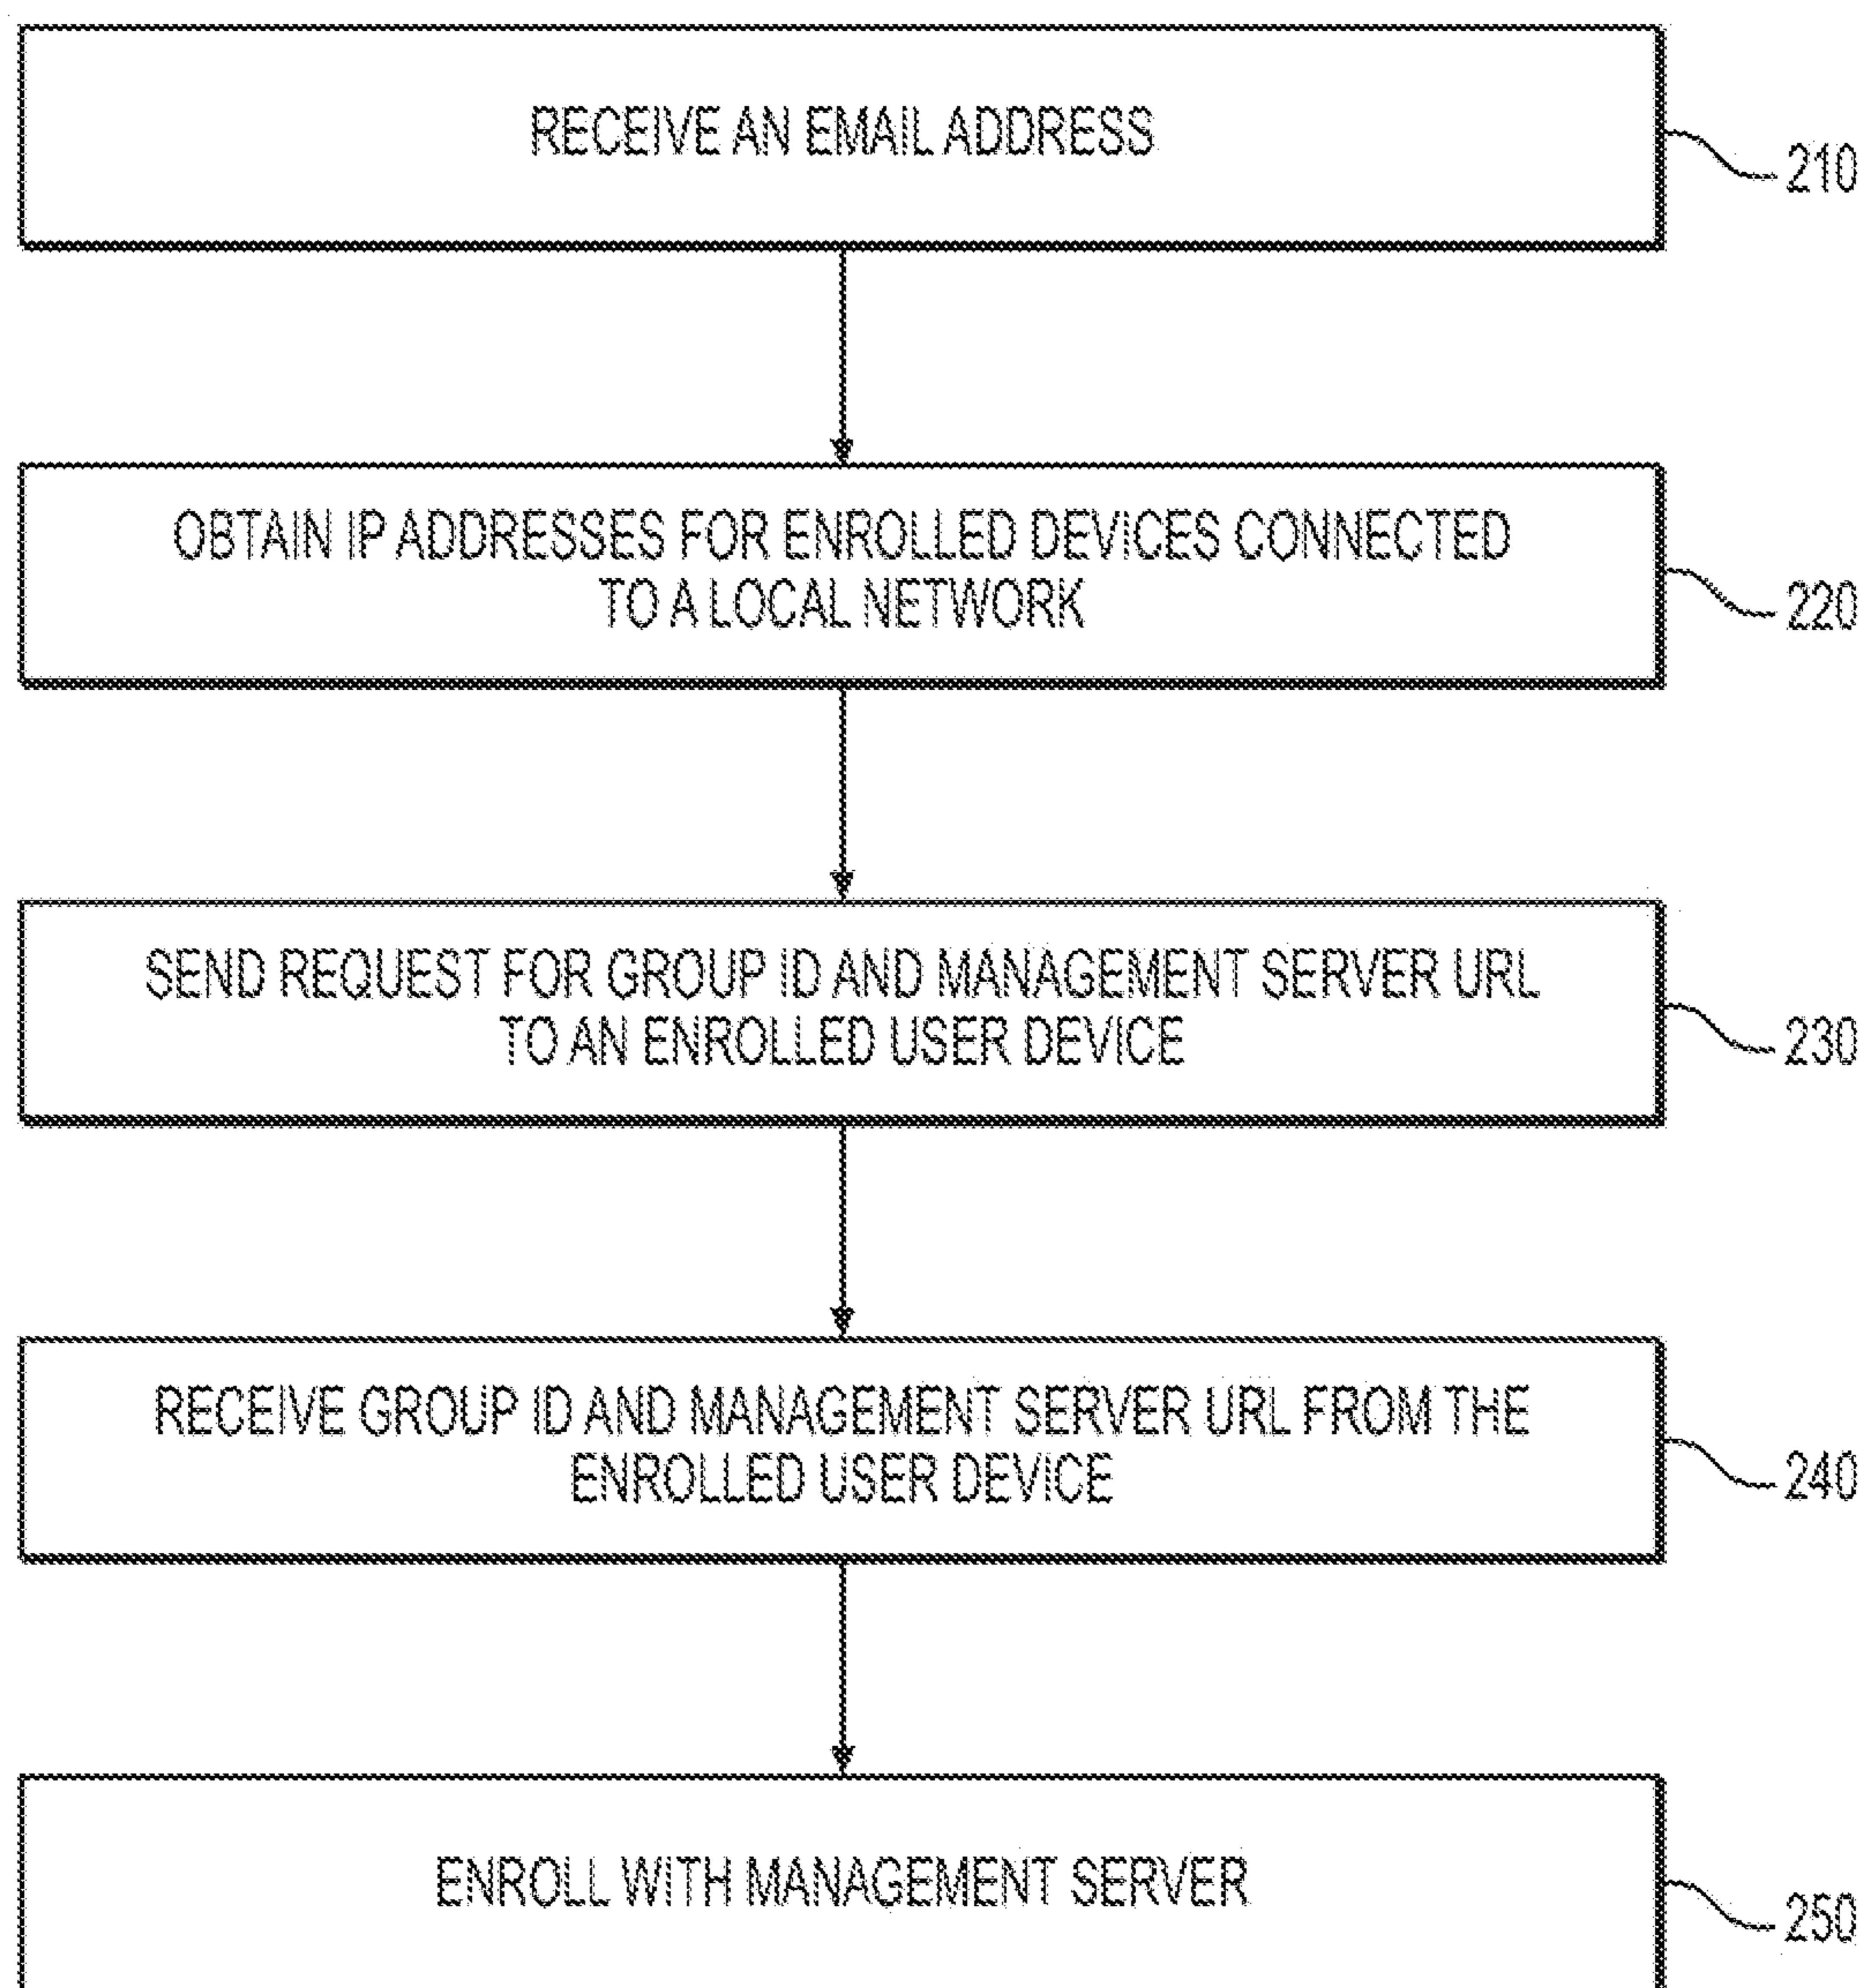 RECEIVE AN EMAIL ADDRESS
210
OBTAIN IP ADDRESSES FOR ENROLLED DEVICES CONNECTED
TO A LOCAL NETWORK
220
SEND REQUEST FOR GROUP ID AND MANAGEMENT SERVER URL
TO AN ENROLLED USER DEVICE
230
RECEIVE GROUP ID AND MANAGEMENT SERVER URL FROM THE
ENROLLED USER DEVICE
240
ENROLL WITH MANAGEMENT SERVER
250